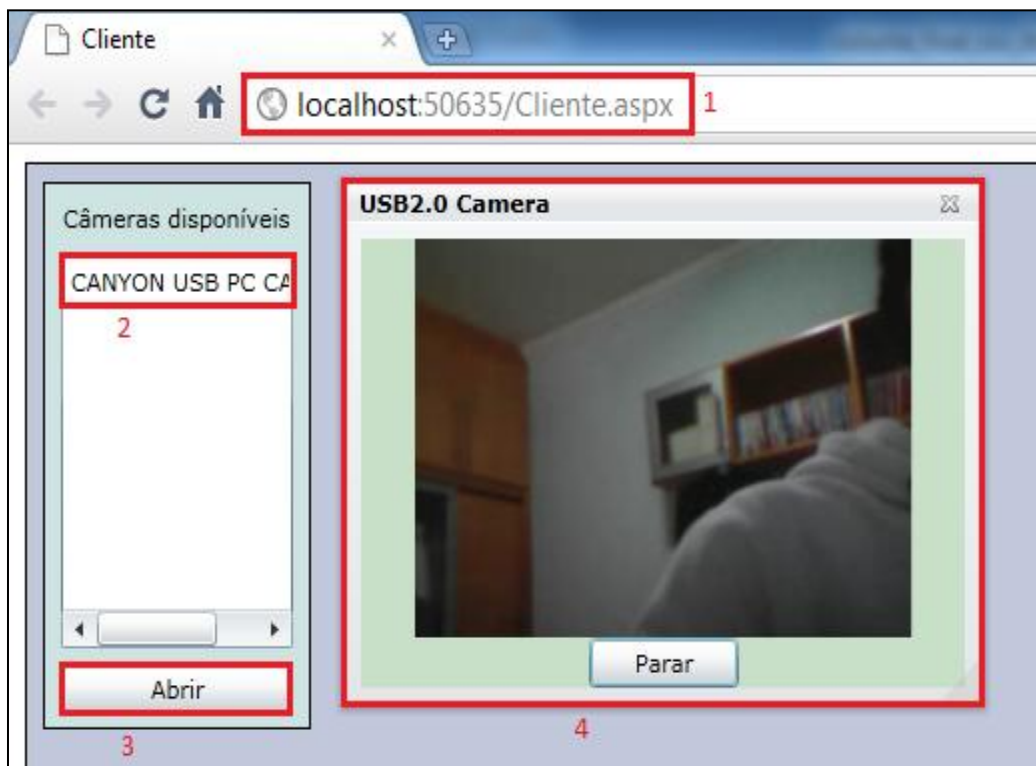 Cliente
localhost:50635/Cliente.aspx
1
Câmeras disponíveis
CANYON USB PC CA
2
Abrir
3
USB2.0 Camera
Parar
4